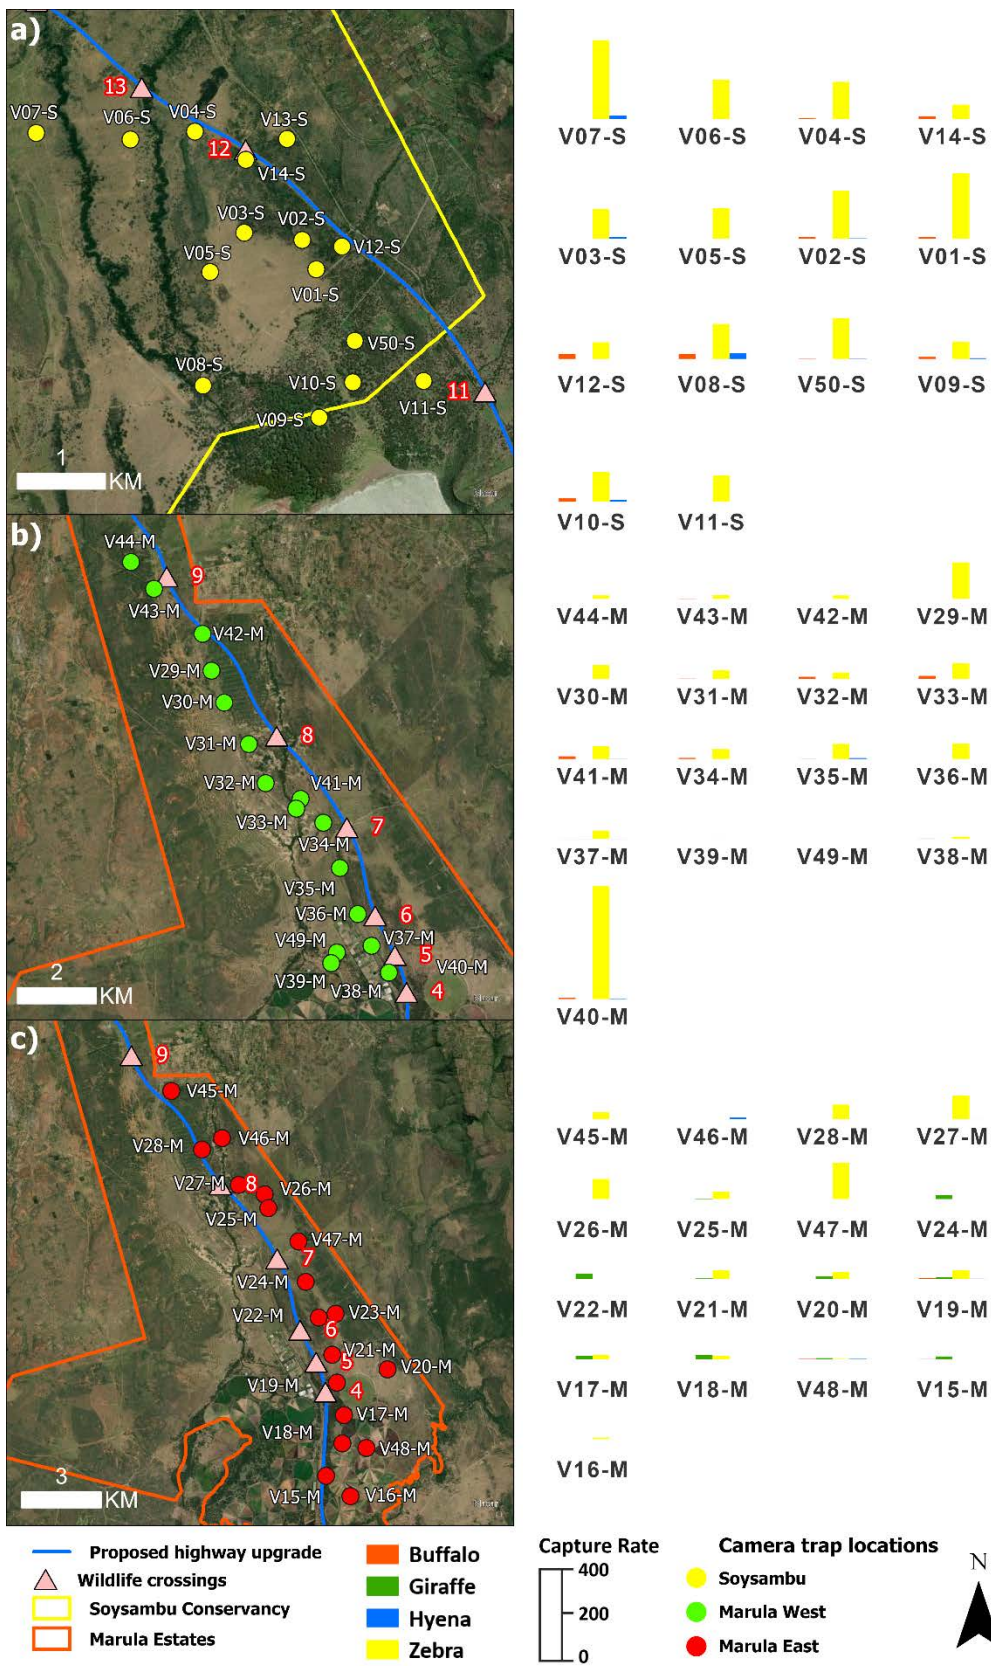 a)
13
V07-S
V06-S
V04-S
V13-S
12
V14-S
V03-S
V02-S
V12-S
V05-S
V01-S
V50-S
V08-S
V10-S
V11-S
11
V09-S
1
KM
b)
V44-M
9
V43-M
V42-M
V29-M
V30-M
8
V31-M
V32-M
V41-M
V33-M
7
V34-M
V35-M
V36-M
6
V37-M
V49-M
5
V40-M
V39-M
V38-M
4
2
KM
c)
9
V45-M
V46-M
V28-M
V27-M
8
V26-M
V25-M
V47-M
7
V24-M
V23-M
V22-M
6
V21-M
5
V20-M
V19-M
4
V17-M
V18-M
V48-M
V15-M
V16-M
3
KM
V07-S V06-S V04-S V14-S
V03-S V05-S V02-S V01-S
V12-S V08-S V50-S V09-S
V10-S V11-S
V44-M V43-M V42-M V29-M
V30-M V31-M V32-M V33-M
V41-M V34-M V35-M V36-M
V37-M V39-M V49-M V38-M
V40-M
V45-M V46-M V28-M V27-M
V26-M V25-M V47-M V24-M
V22-M V21-M V20-M V19-M
V17-M V18-M V48-M V15-M
V16-M
Proposed highway upgrade
Wildlife crossings
Soysambu Conservancy
Marula Estates
Buffalo
Giraffe
Hyena
Zebra
Capture Rate
400
200
0
Camera trap locations
Soysambu
Marula West
Marula East
N